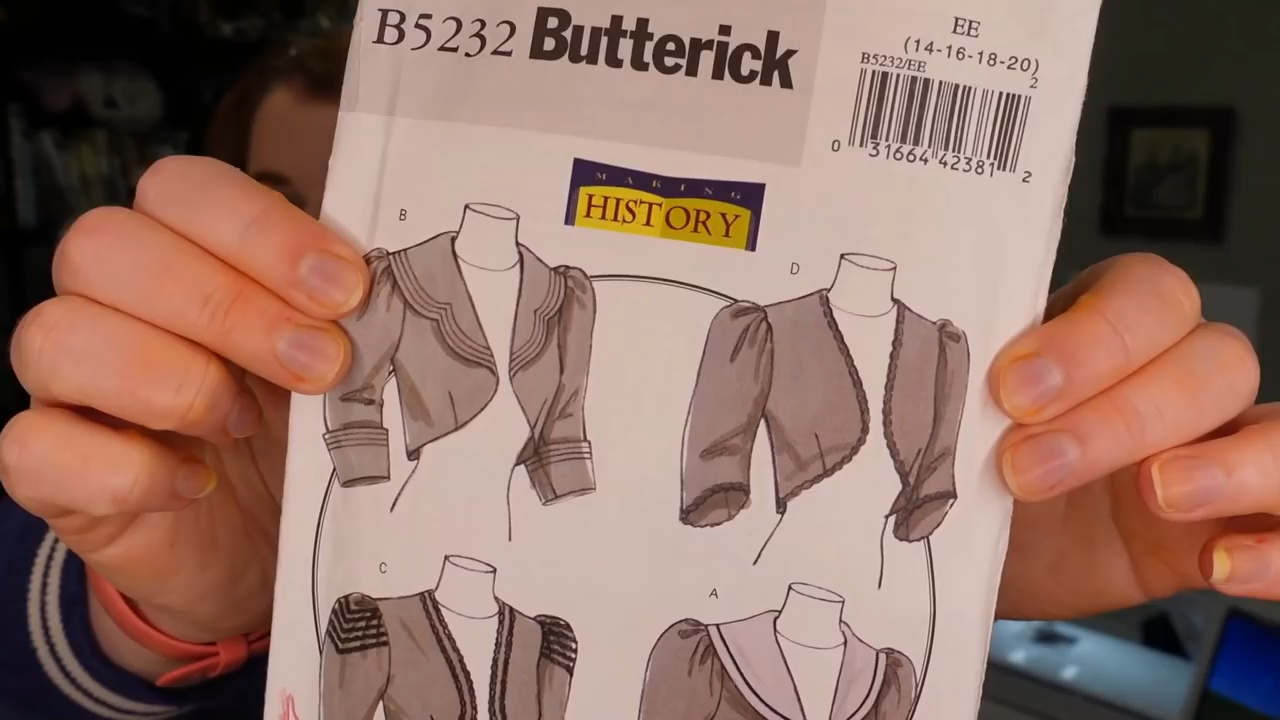 B5232 Butterick
EE
(14-16-18-20)
B5232/EE
2
0 31664 42381 2
MAKING
HISTORY
B
D
C
A